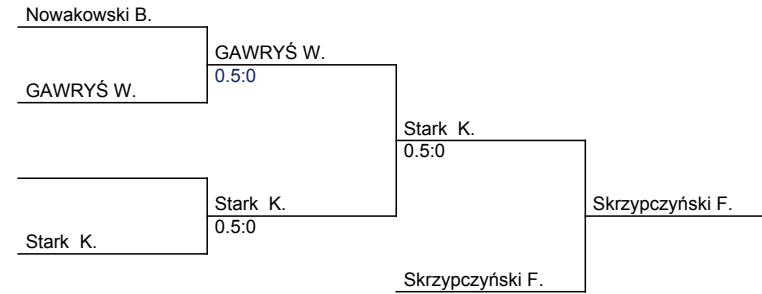 Nowakowski B.
GAWRYŚ W.
0.5:0
GAWRYŚ W.
Stark  K.
0.5:0
Stark  K.
0.5:0
Skrzypczyński F.
Stark  K.
Skrzypczyński F.